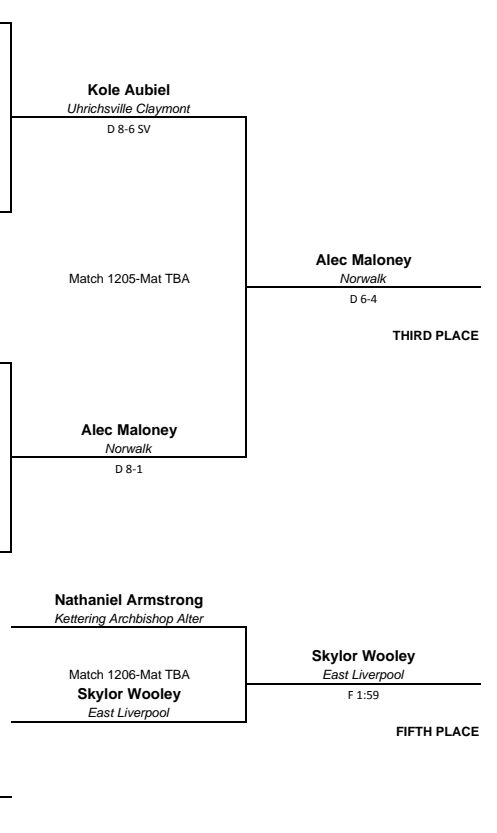 Kole Aubiel
Uhrichsville Claymont
D 8-6 SV
Match 1205-Mat TBA
Alec Maloney
Norwalk
D 6-4
THIRD PLACE
Alec Maloney
Norwalk
D 8-1
Nathaniel Armstrong
Kettering Archbishop Alter
Match 1206-Mat TBA
Skylor Wooley
East Liverpool
Skylor Wooley
East Liverpool
F 1:59
FIFTH PLACE